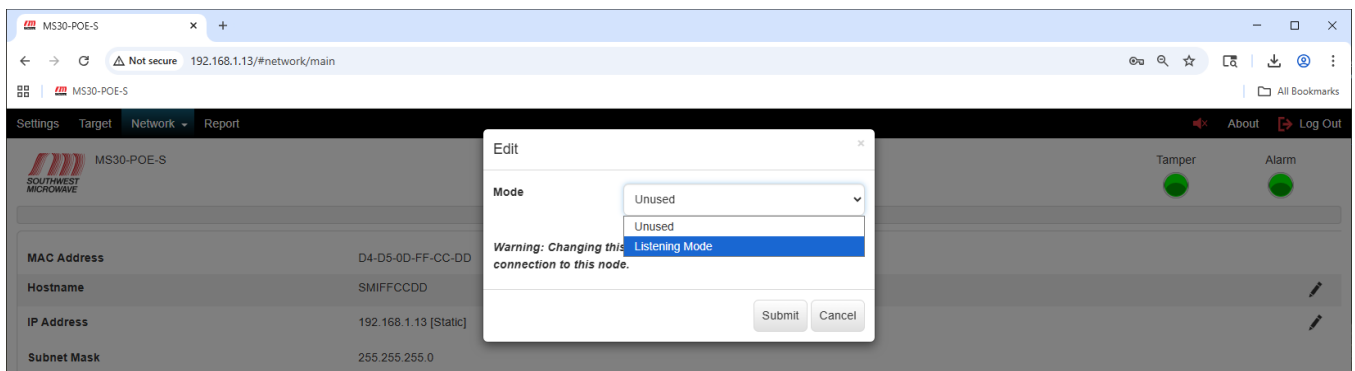 MS30-POE-S
Not secure 192.168.1.13/#network/main
MS30-POE-S
All Bookmarks
Settings Target Network Report
About Log Out
SOUTHWEST
MICROWAVE
MS30-POE-S
Tamper Alarm
Edit
Mode
Unused
Unused
Listening Mode
Warning: Changing this
connection to this node.
Submit Cancel
MAC Address D4-D5-0D-FF-CC-DD
Hostname SMIFFCCDD
IP Address 192.168.1.13 [Static]
Subnet Mask 255.255.255.0